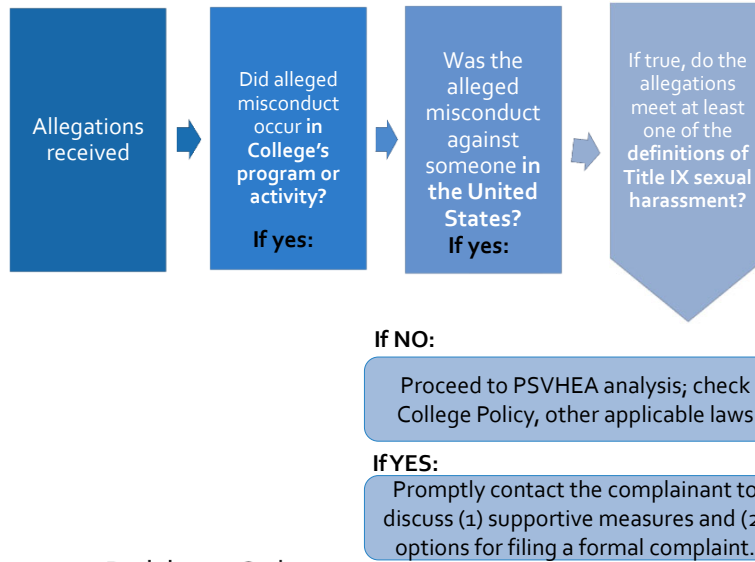 Allegations
received
Did alleged
misconduct
occur in
College's
program or
activity?
If yes:
Was the
alleged
misconduct
against
someone in
the United
States?
If yes:
If true, do the
allegations
meet at least
one of the
definitions of
Title IX sexual
harassment?
If NO:
Proceed to PSVHEA analysis; check
College Policy, other applicable laws
If YES:
Promptly contact the complainant to
discuss (1) supportive measures and (2
options for filing a formal complaint.